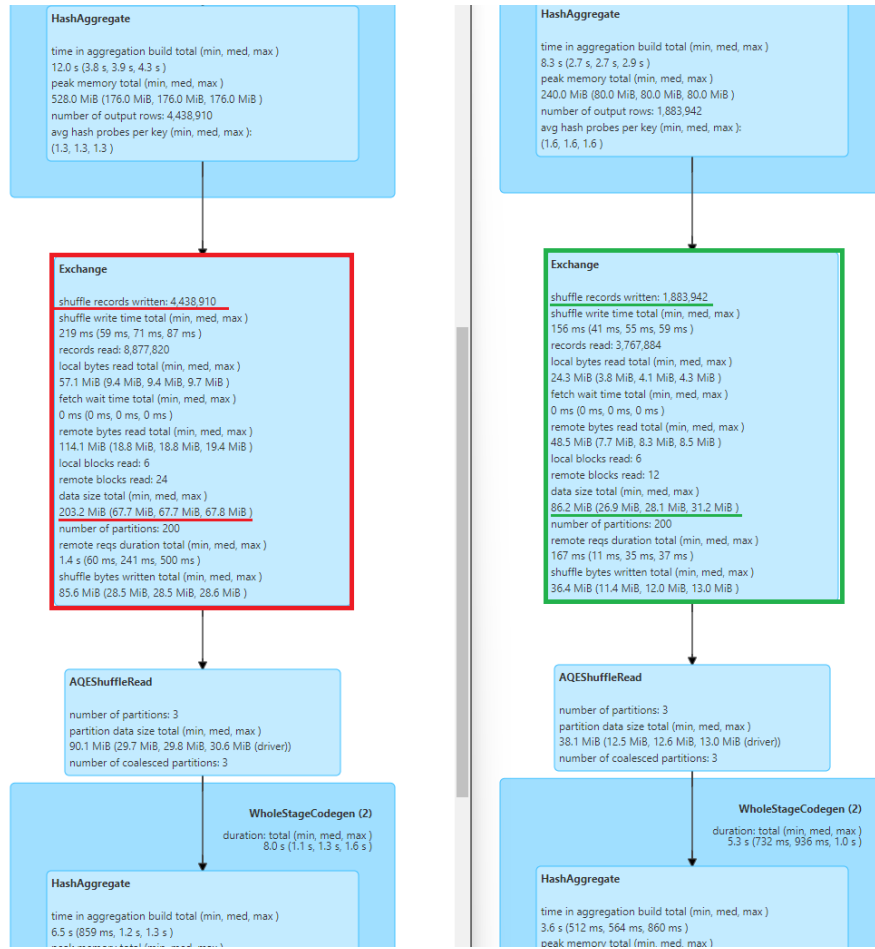 HashAggregate
time in aggregation build total (min, med, max )
12.0 s (3.8 s, 3.9 s, 4.3 s )
peak memory total (min, med, max )
528.0 MiB (176.0 MiB, 176.0 MiB, 176.0 MiB )
number of output rows: 4,438,910
avg hash probes per key (min, med, max ):
(1.3, 1.3, 1.3 )
Exchange
shuffle records written: 4,438,910
shuffle write time total (min, med, max )
219 ms (59 ms, 71 ms, 87 ms )
records read: 8,877,820
local bytes read total (min, med, max )
57.1 MiB (9.4 MiB, 9.4 MiB, 9.7 MiB )
fetch wait time total (min, med, max )
0 ms (0 ms, 0 ms, 0 ms )
remote bytes read total (min, med, max )
114.1 MiB (18.8 MiB, 18.8 MiB, 19.4 MiB )
local blocks read: 6
remote blocks read: 24
data size total (min, med, max )
203.2 MiB (67.7 MiB, 67.7 MiB, 67.8 MiB )
number of partitions: 200
remote reqs duration total (min, med, max )
1.4 s (60 ms, 241 ms, 500 ms )
shuffle bytes written total (min, med, max )
85.6 MiB (28.5 MiB, 28.5 MiB, 28.6 MiB )
AQEShuffleRead
number of partitions: 3
partition data size total (min, med, max )
90.1 MiB (29.7 MiB, 29.8 MiB, 30.6 MiB (driver))
number of coalesced partitions: 3
WholeStageCodegen (2)
duration: total (min, med, max )
8.0 s (1.1 s, 1.3 s, 1.6 s )
HashAggregate
time in aggregation build total (min, med, max )
6.5 s (859 ms, 1.2 s, 1.3 s )
peak memory total (min, med, max )
HashAggregate
time in aggregation build total (min, med, max )
8.3 s (2.7 s, 2.7 s, 2.9 s )
peak memory total (min, med, max )
240.0 MiB (80.0 MiB, 80.0 MiB, 80.0 MiB )
number of output rows: 1,883,942
avg hash probes per key (min, med, max ):
(1.6, 1.6, 1.6 )
Exchange
shuffle records written: 1,883,942
shuffle write time total (min, med, max )
156 ms (41 ms, 55 ms, 59 ms )
records read: 3,767,884
local bytes read total (min, med, max )
24.3 MiB (3.8 MiB, 4.1 MiB, 4.3 MiB )
fetch wait time total (min, med, max )
0 ms (0 ms, 0 ms, 0 ms )
remote bytes read total (min, med, max )
48.5 MiB (7.7 MiB, 8.3 MiB, 8.5 MiB )
local blocks read: 6
remote blocks read: 12
data size total (min, med, max )
86.2 MiB (26.9 MiB, 28.1 MiB, 31.2 MiB )
number of partitions: 200
remote reqs duration total (min, med, max )
167 ms (11 ms, 35 ms, 37 ms )
shuffle bytes written total (min, med, max )
36.4 MiB (11.4 MiB, 12.0 MiB, 13.0 MiB )
AQEShuffleRead
number of partitions: 3
partition data size total (min, med, max )
38.1 MiB (12.5 MiB, 12.6 MiB, 13.0 MiB (driver))
number of coalesced partitions: 3
WholeStageCodegen (2)
duration: total (min, med, max )
5.3 s (732 ms, 936 ms, 1.0 s )
HashAggregate
time in aggregation build total (min, med, max )
3.6 s (512 ms, 564 ms, 860 ms )
peak memory total (min, med, max )